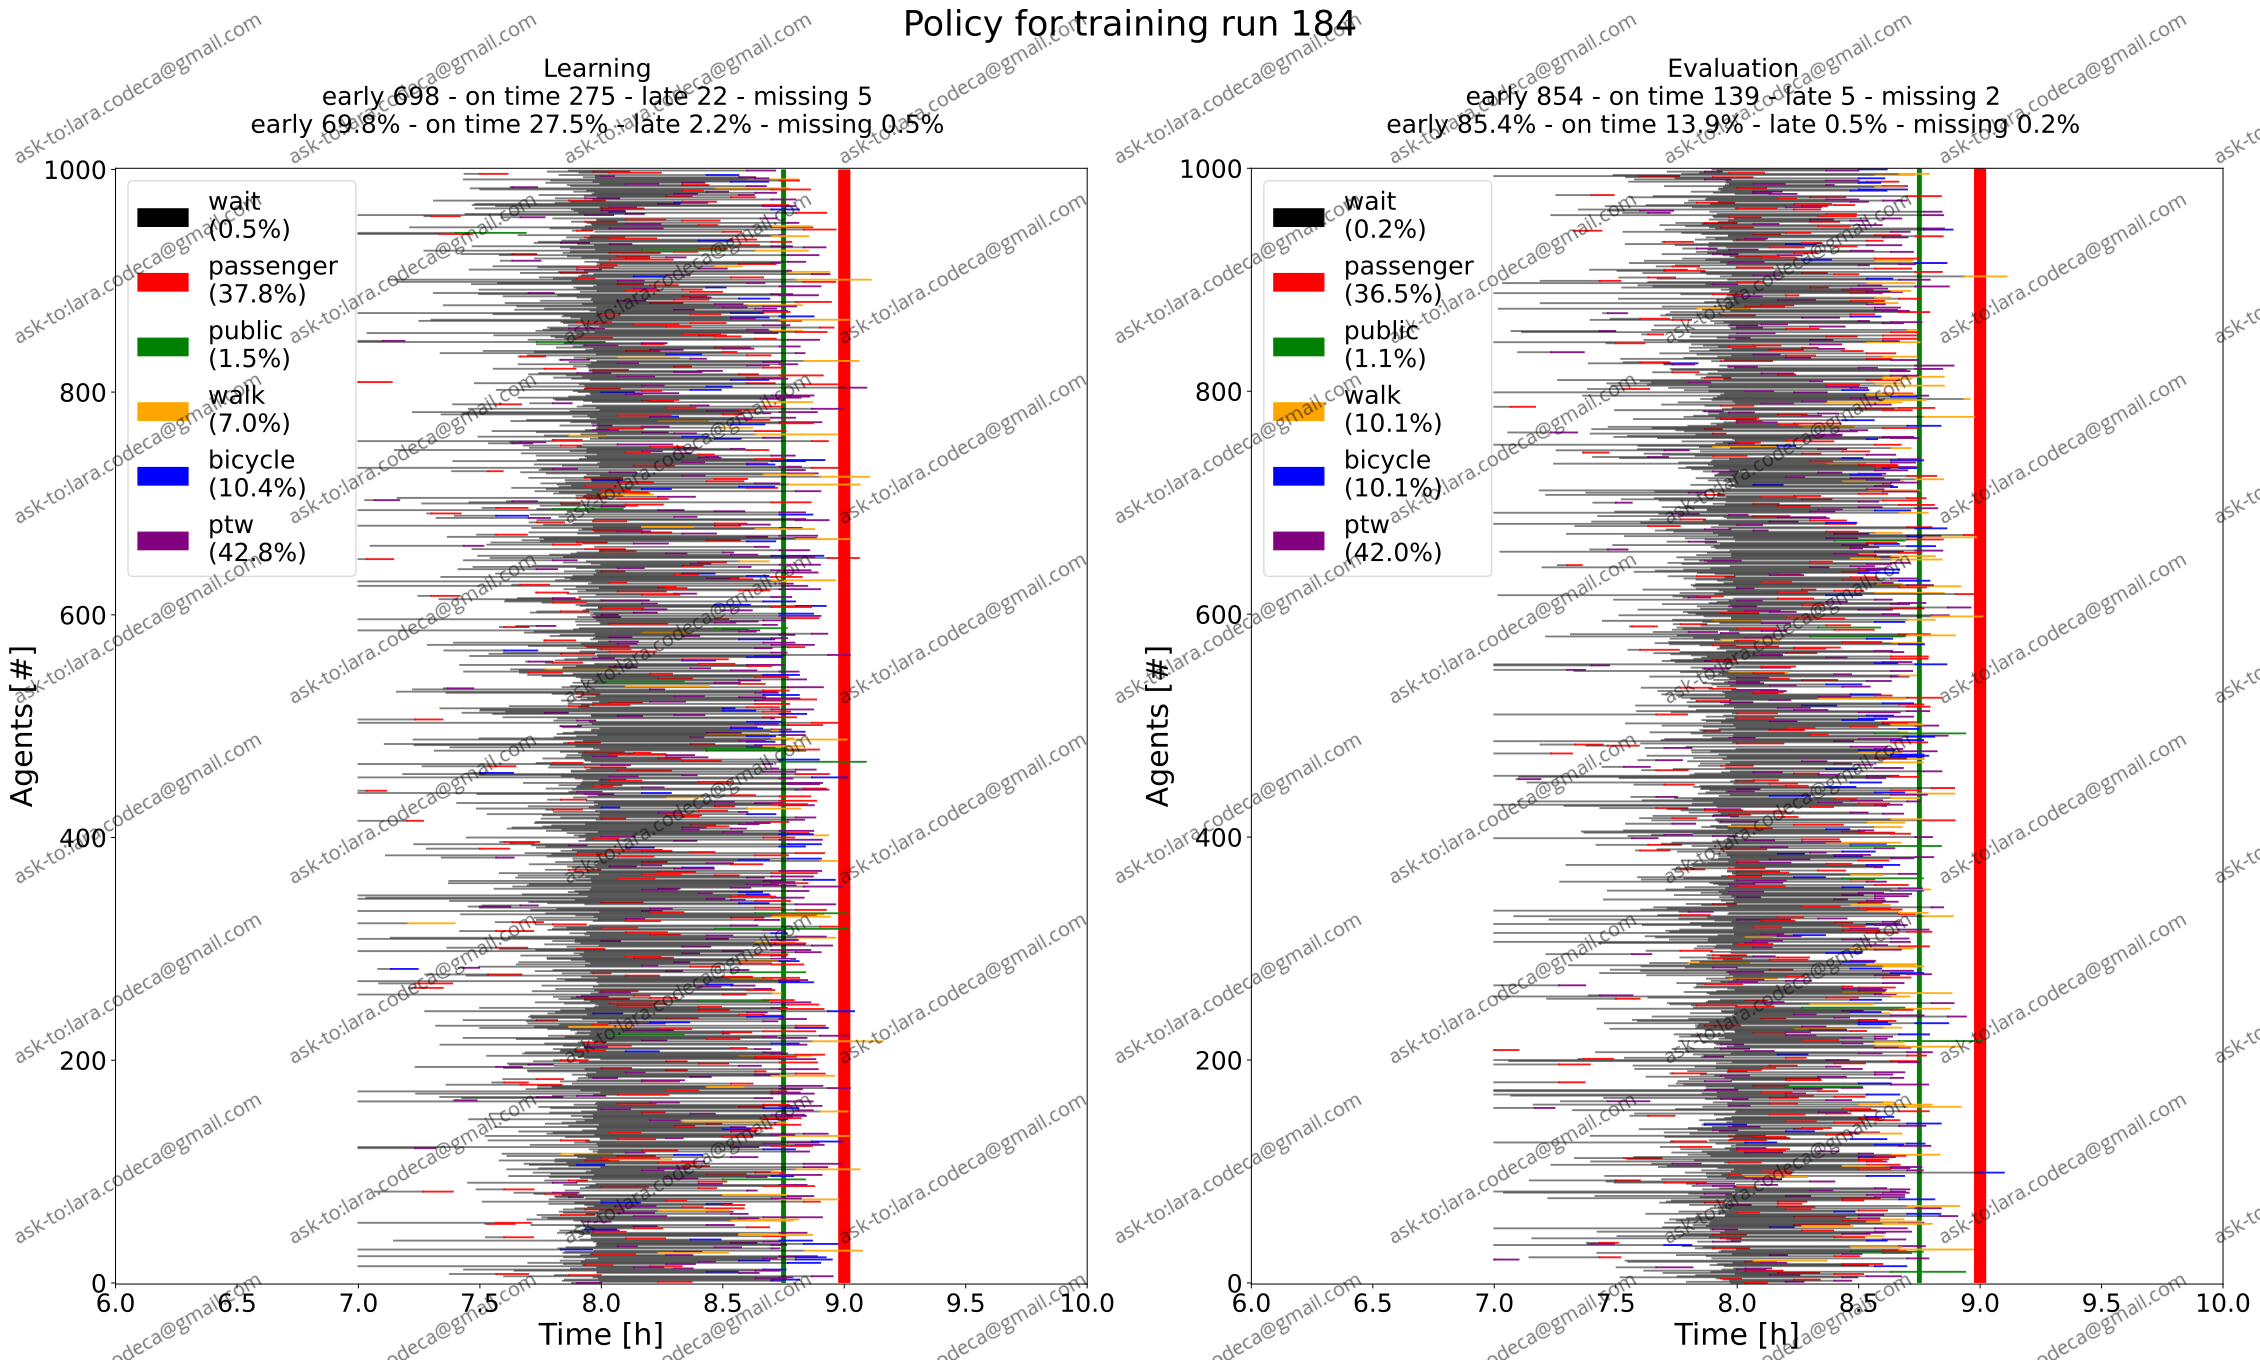 Policy for training run 184
Learning
early 698 - on time 275 - late 22 - missing 5
early 69.8% - on time 27.5% - late 2.2% - missing 0.5%
1000
800
600
400
200
0
Agents [#]
wait
(0.5%)
passenger
(37.8%)
public
(1.5%)
walk
(7.0%)
bicycle
(10.4%)
ptw
(42.8%)
6.0 6.5 7.0 7.5 8.0 8.5 9.0 9.5 10.0
Time [h]
Evaluation
early 854 - on time 139 - late 5 - missing 2
early 85.4% - on time 13.9% - late 0.5% - missing 0.2%
1000
800
600
400
200
0
Agents [#]
wait
(0.2%)
passenger
(36.5%)
public
(1.1%)
walk
(10.1%)
bicycle
(10.1%)
ptw
(42.0%)
6.0 6.5 7.0 7.5 8.0 8.5 9.0 9.5 10.0
Time [h]
ask-to:lara.codeca@gmail.com